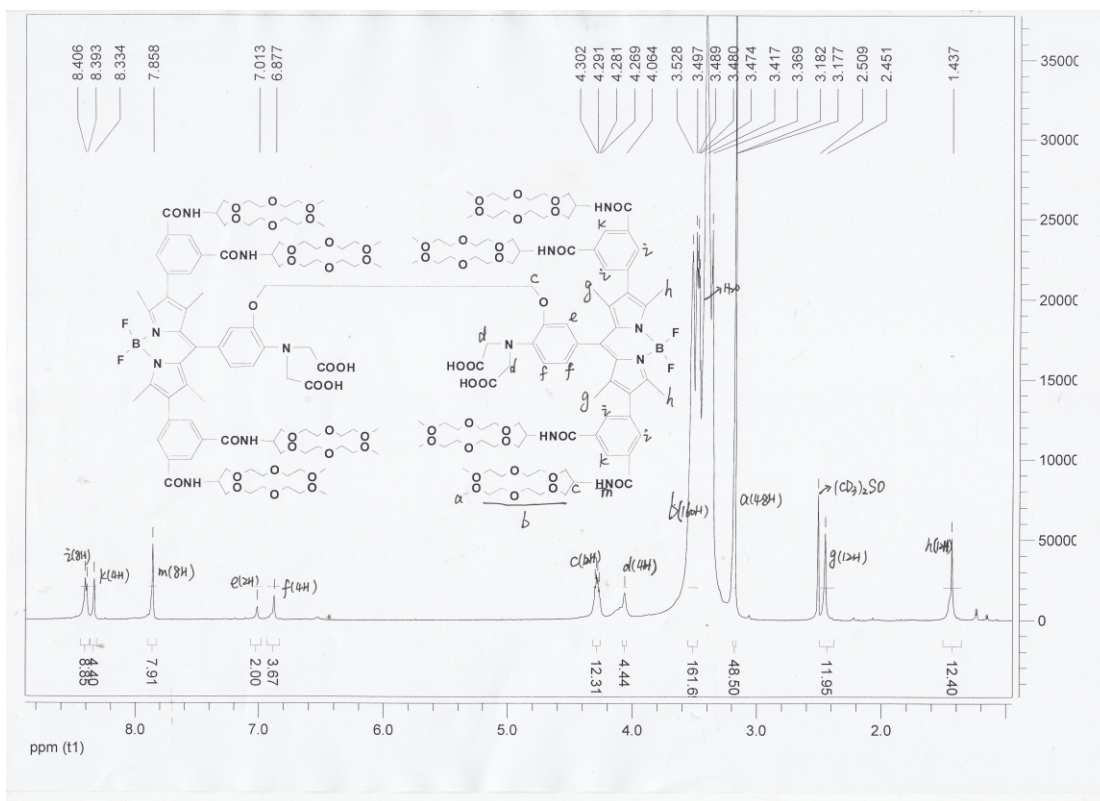 8.406
8.393
8.334
7.858
7.013
6.877
4.302
4.291
4.281
4.269
4.064
3.528
3.497
3.489
3.480
3.474
3.417
3.369
3.182
3.177
2.509
2.451
1.437
35000
30000
25000
20000
15000
10000
50000
0
CONH
O O O O O
CONH
O O O O O
HNOC
HNOC
k
i
i
c
g
h
H2O
O
O
e
F
B
F
N
N
N
COOH
COOH
d
N
HOOC
HOOC
d
f
f
N
B
N
F
F
g
h
i
i
k
CONH
CONH
HNOC
HNOC
c
m
a
b
b(160H)
a(48H)
(CD3)2SO
g(12H)
h(12H)
i(8H)
k(4H)
m(8H)
e(2H)
f(4H)
c(12H)
d(4H)
8.85
4.40
7.91
2.00
3.67
12.31
4.44
161.6
48.50
11.95
12.40
8.0
7.0
6.0
5.0
4.0
3.0
2.0
ppm (t1)